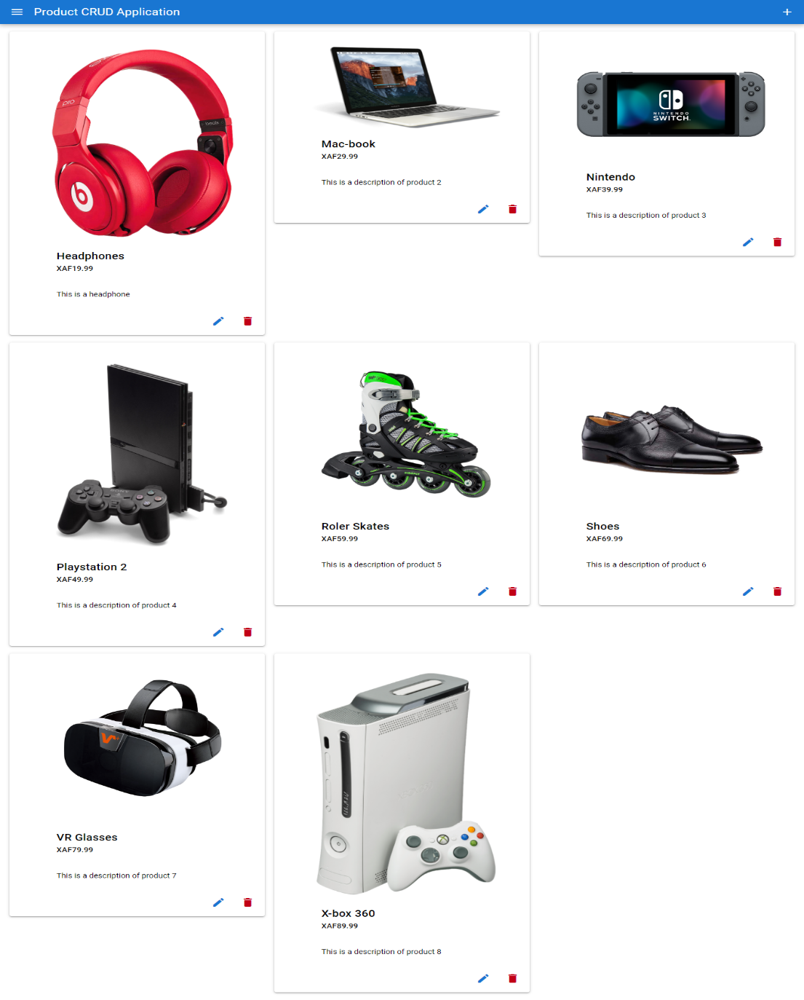 Product CRUD Application
pro
beats
Headphones
XAF19.99
This is a headphone
Mac-book
XAF29.99
This is a description of product 2
NINTENDO
SWITCH
Nintendo
XAF39.99
This is a description of product 3
Playstation 2
XAF49.99
This is a description of product 4
Roler Skates
XAF59.99
This is a description of product 5
Shoes
XAF69.99
This is a description of product 6
VR Glasses
XAF79.99
This is a description of product 7
X-box 360
XAF89.99
This is a description of product 8